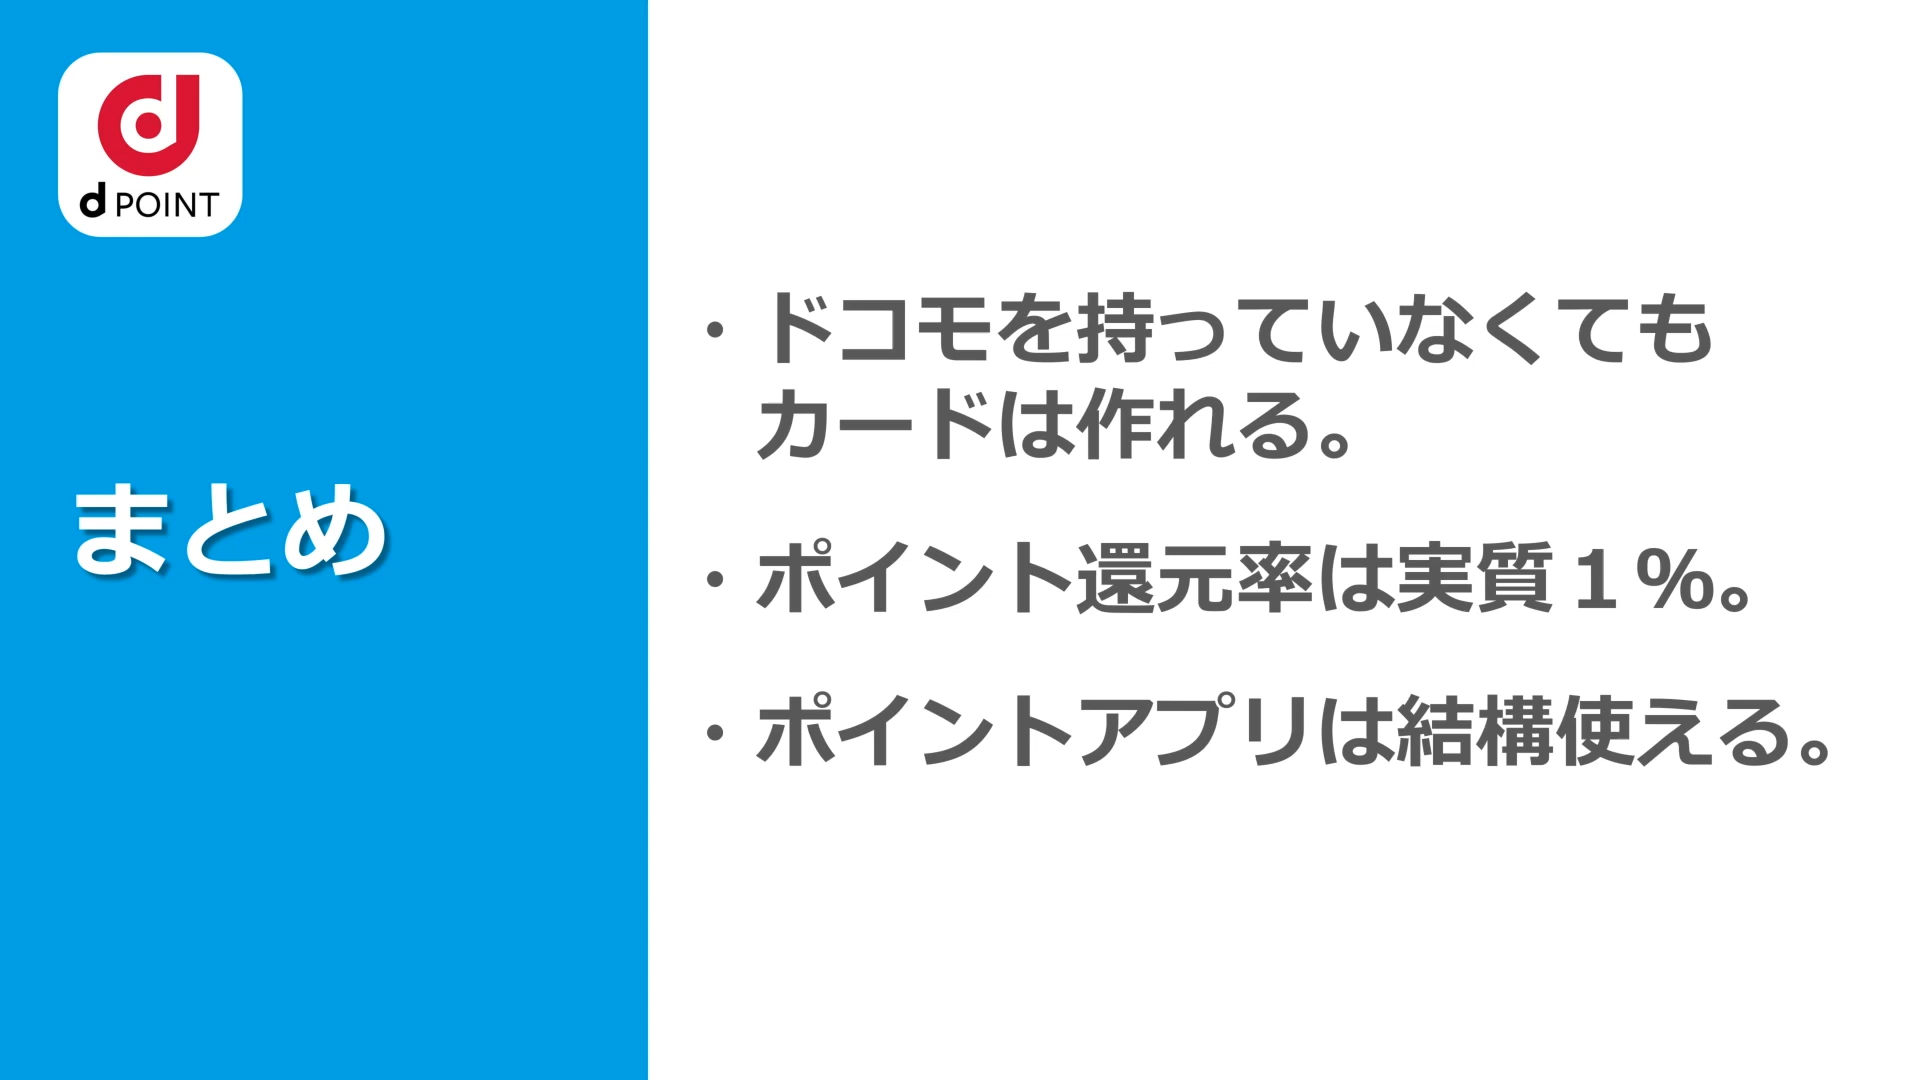 d POINT
まとめ
・ドコモを持っていなくても
カードは作れる。
・ポイント還元率は実質１％。
・ポイントアプリは結構使える。